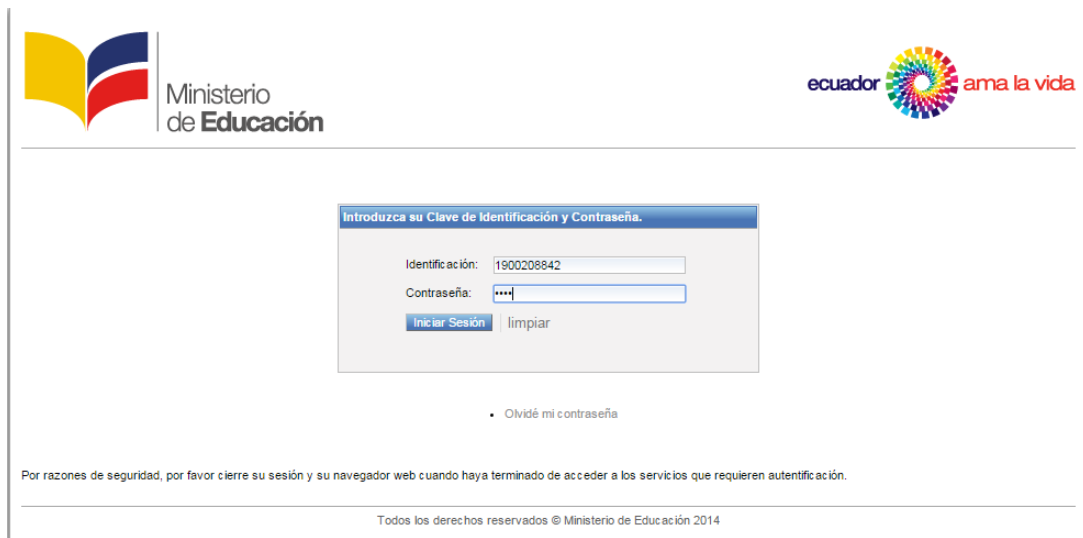 Ministerio
de Educación
ecuador ama la vida
Introduzca su Clave de Identificación y Contraseña.
Identificación: 1900208842
Contraseña: ••••
Iniciar Sesión limpiar
• Olvidé mi contraseña
Por razones de seguridad, por favor cierre su sesión y su navegador web cuando haya terminado de acceder a los servicios que requieren autentificación.
Todos los derechos reservados © Ministerio de Educación 2014